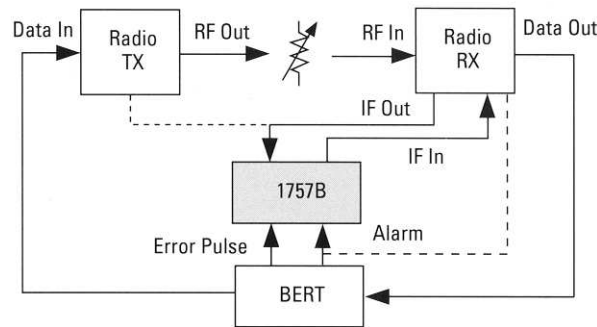 Data In
Radio
TX
RF Out
RF In
Radio
RX
Data Out
IF Out
IF In
1757B
Error Pulse
Alarm
BERT